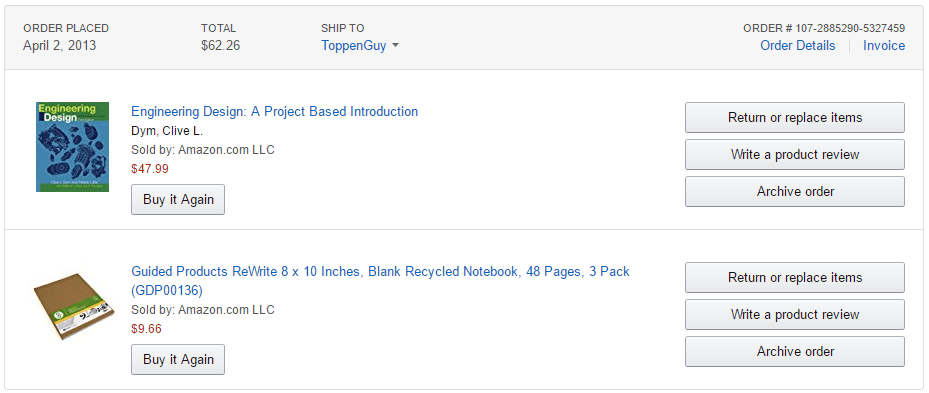 ORDER PLACED
April 2, 2013
TOTAL
$62.26
SHIP TO
ToppenGuy
ORDER # 107-2885290-5327459
Order Details
Invoice
Engineering
Design
Engineering Design: A Project Based Introduction
Dym, Clive L.
Sold by: Amazon.com LLC
$47.99
Buy it Again
Return or replace items
Write a product review
Archive order
Guided Products ReWrite 8 x 10 Inches, Blank Recycled Notebook, 48 Pages, 3 Pack
(GDP00136)
Sold by: Amazon.com LLC
$9.66
Buy it Again
Return or replace items
Write a product review
Archive order